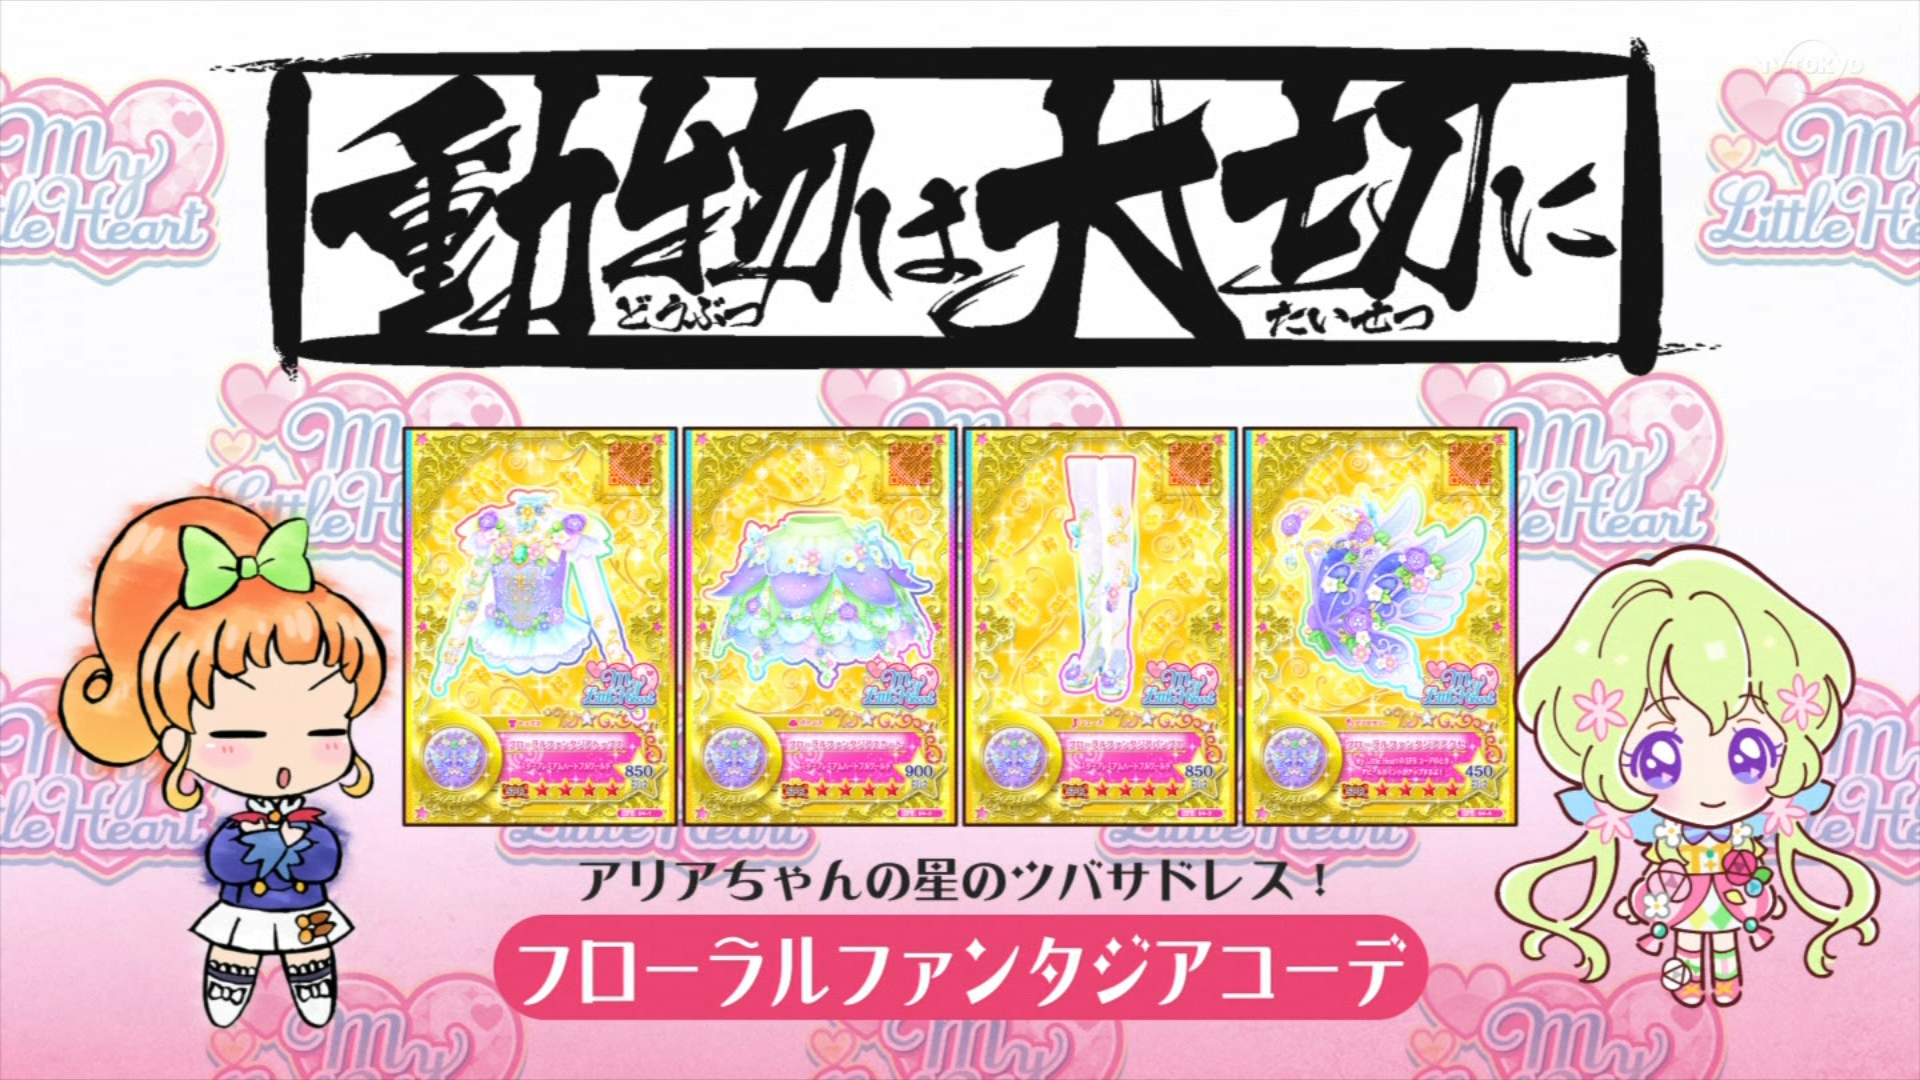 TV TOKYO
動物は大切に
どうぶつ
たいせつ
My
Little Heart
850
900
850
450
アリアちゃんの星のツバサドレス!
フローラルファンタジアコーデ